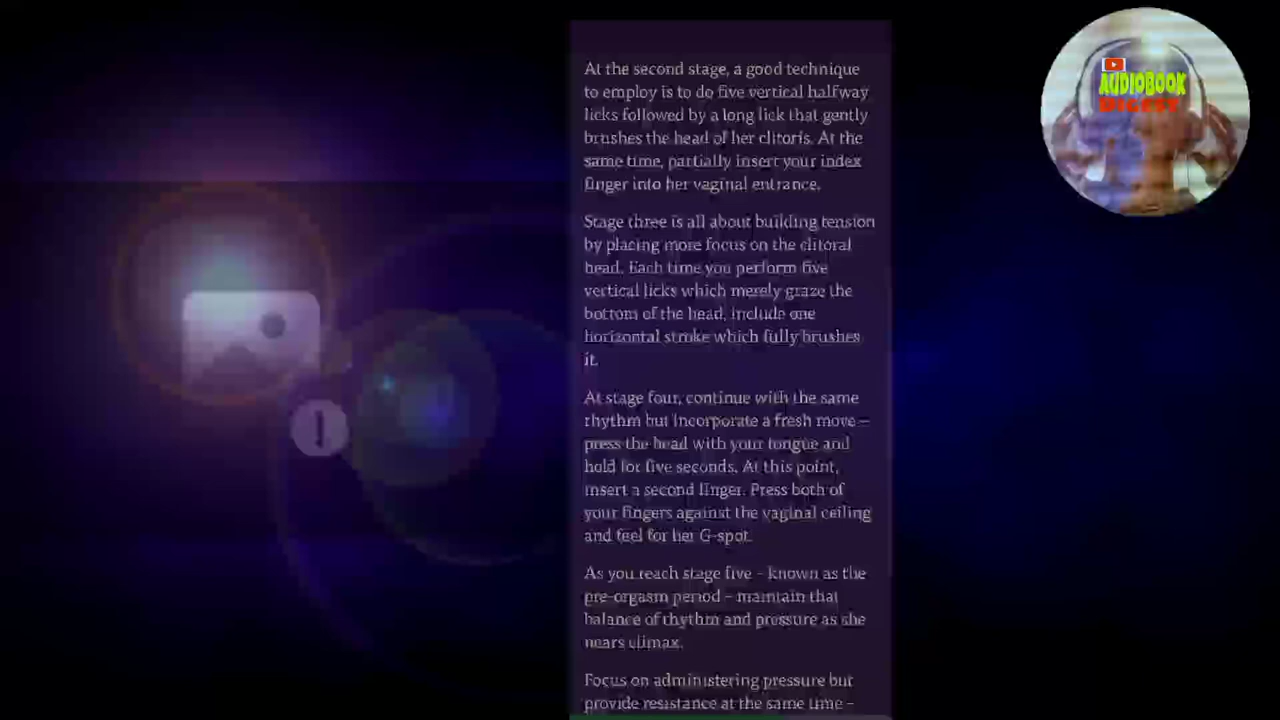 AUDIOBOOK
DIGEST
At the second stage, a good technique
to employ is to do five vertical halfway
licks followed by a long lick that gently
brushes the head of her clitoris. At the
same time, partially insert your index
finger into her vaginal entrance.
Stage three is all about building tension
by placing more focus on the clitoral
head. Each time you perform five
vertical licks which merely graze the
bottom of the head, include one
horizontal stroke which fully brushes
it.
At stage four, continue with the same
rhythm but incorporate a fresh move –
press the head with your tongue and
hold for five seconds. At this point,
insert a second finger. Press both of
your fingers against the vaginal ceiling
and feel for her G-spot.
As you reach stage five – known as the
pre-orgasm period – maintain that
balance of rhythm and pressure as she
nears climax.
Focus on administering pressure but
provide resistance at the same time –